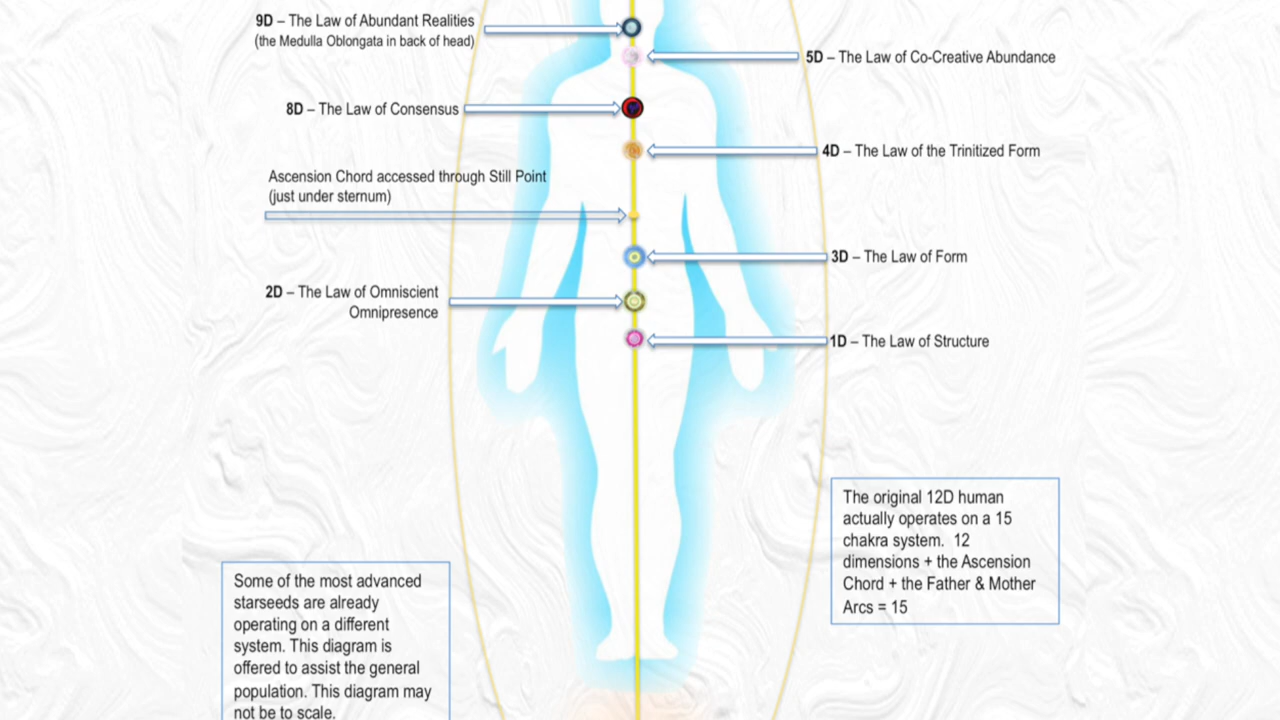 9D – The Law of Abundant Realities
(the Medulla Oblongata in back of head)
5D – The Law of Co-Creative Abundance
8D – The Law of Consensus
4D – The Law of the Trinitized Form
Ascension Chord accessed through Still Point
(just under sternum)
3D – The Law of Form
2D – The Law of Omniscient
Omnipresence
1D – The Law of Structure
The original 12D human
actually operates on a 15
chakra system. 12
dimensions + the Ascension
Chord + the Father & Mother
Arcs = 15
Some of the most advanced
starseeds are already
operating on a different
system. This diagram is
offered to assist the general
population. This diagram may
not be to scale.